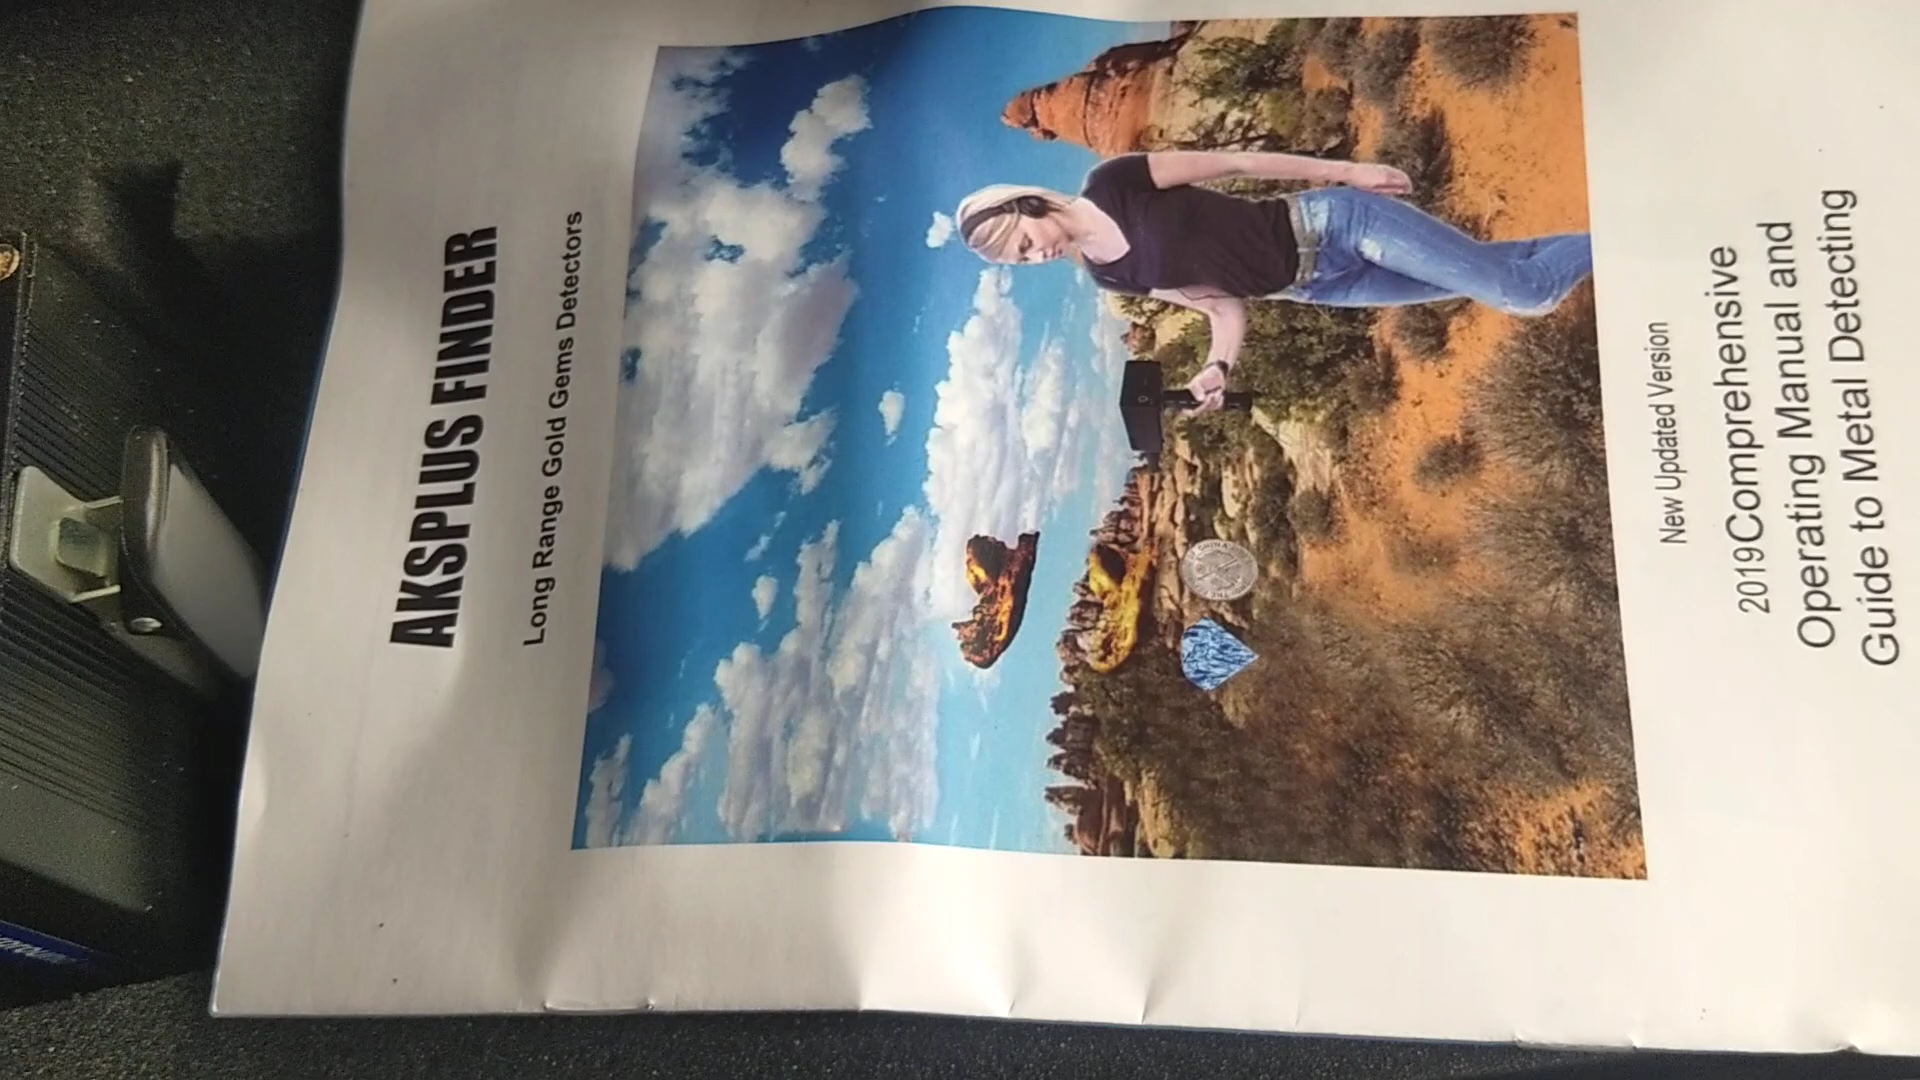 AKSPLUS FINDER
Long Range Gold Gems Detectors
New Updated Version
2019Comprehensive
Operating Manual and
Guide to Metal Detecting